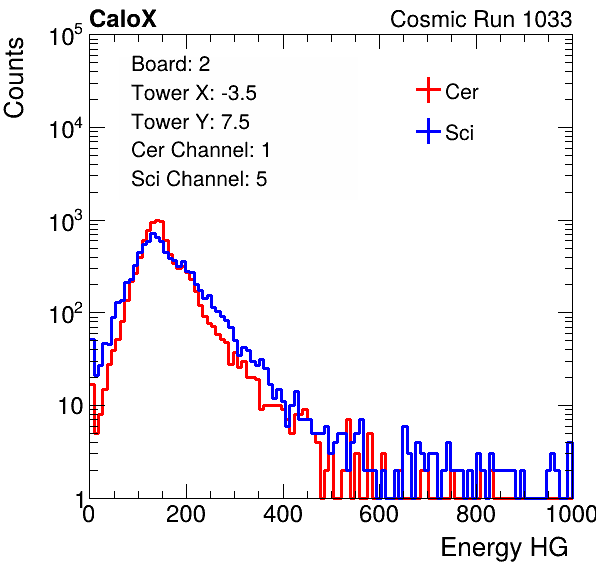 CaloX Cosmic Run 1033
Counts
10^5
10^4
10^3
10^2
10
1
Board: 2
Tower X: -3.5
Tower Y: 7.5
Cer Channel: 1
Sci Channel: 5
Cer
Sci
0 200 400 600 800 1000
Energy HG